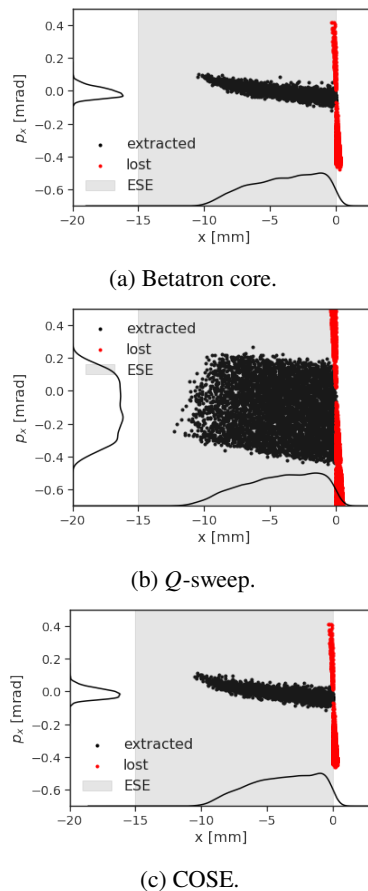 0.4
0.2
0.0
−0.2
−0.4
−0.6
p_x [mrad]
extracted
lost
ESE
−20 −15 −10 −5 0
x [mm]
(a) Betatron core.
0.4
0.2
0.0
−0.2
−0.4
−0.6
p_x [mrad]
extracted
lost
ESE
−20 −15 −10 −5 0
x [mm]
(b) Q-sweep.
0.4
0.2
0.0
−0.2
−0.4
−0.6
p_x [mrad]
extracted
lost
ESE
−20 −15 −10 −5 0
x [mm]
(c) COSE.